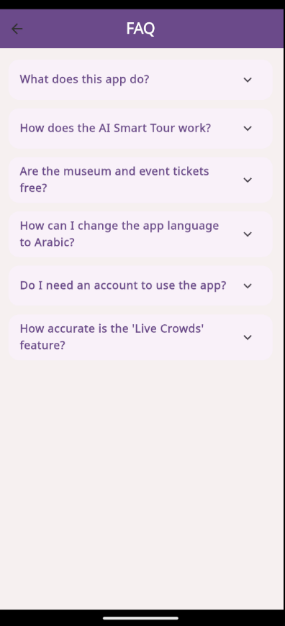 FAQ
What does this app do?
How does the AI Smart Tour work?
Are the museum and event tickets
free?
How can I change the app language
to Arabic?
Do I need an account to use the app?
How accurate is the 'Live Crowds'
feature?